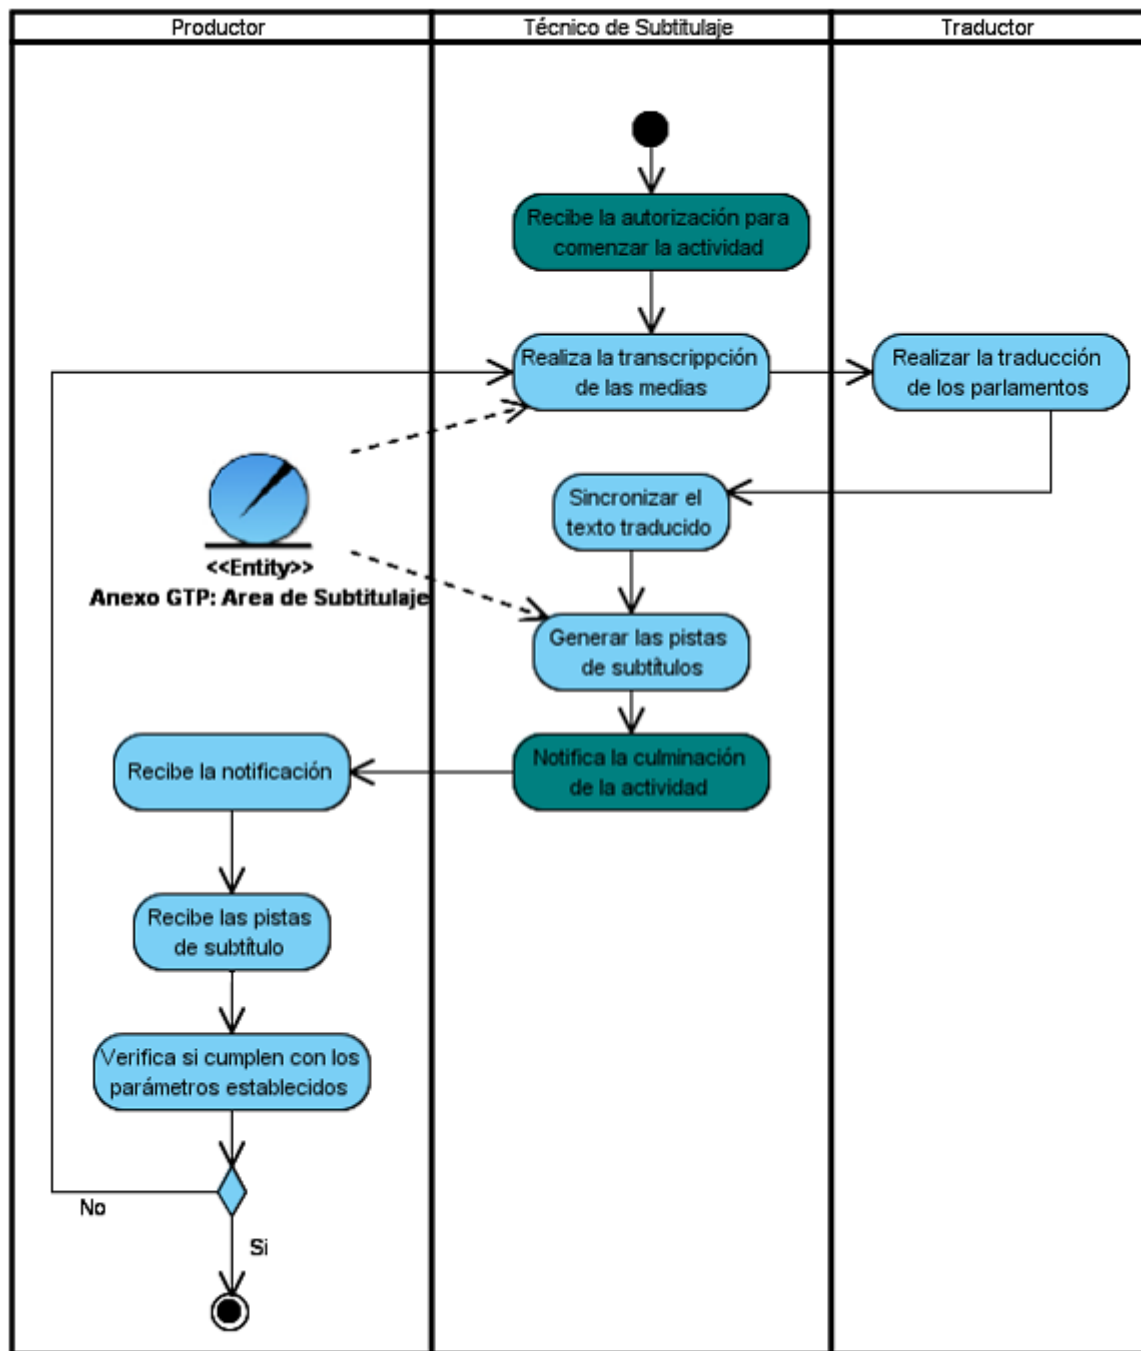 Productor
Técnico de Subtitulaje
Traductor
Recibe la autorización para
comenzar la actividad
Realiza la transcrippción
de las medias
Realizar la traducción
de los parlamentos
Sincronizar el
texto traducido
<<Entity>>
Anexo GTP: Area de Subtitulaje
Generar las pistas
de subtítulos
Notifica la culminación
de la actividad
Recibe la notificación
Recibe las pistas
de subtítulo
Verifica si cumplen con los
parámetros establecidos
No
Si